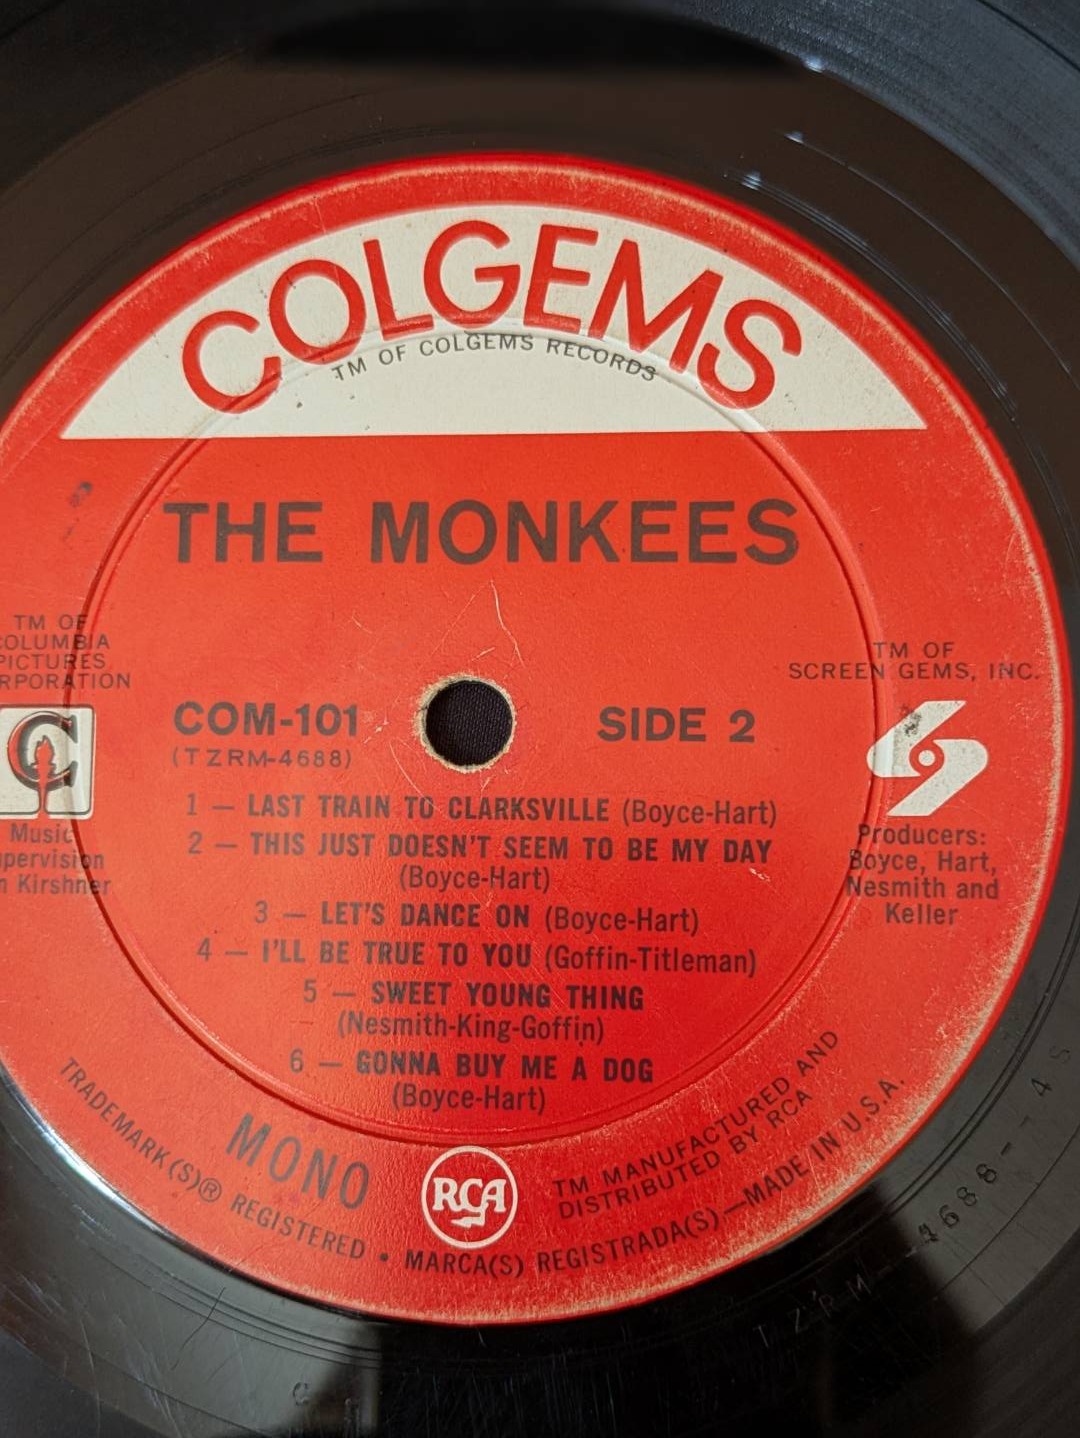 COLGEMS
TM OF COLGEMS RECORDS
THE MONKEES
TM OF
COLUMBIA
PICTURES
RPORATION
TM OF
SCREEN GEMS, INC.
COM-101
SIDE 2
(TZRM-4688)
C
1 — LAST TRAIN TO CLARKSVILLE (Boyce-Hart)
2 — THIS JUST DOESN'T SEEM TO BE MY DAY
(Boyce-Hart)
3 — LET'S DANCE ON (Boyce-Hart)
4 — I'LL BE TRUE TO YOU (Goffin-Titleman)
5 — SWEET YOUNG THING
(Nesmith-King-Goffin)
6 — GONNA BUY ME A DOG
(Boyce-Hart)
Music
pervision
n Kirshner
Producers:
Boyce, Hart,
Nesmith and
Keller
MONO
RCA
TM MANUFACTURED AND
DISTRIBUTED BY RCA
TRADEMARK(S)® REGISTERED • MARCA(S) REGISTRADA(S)—MADE IN U.S.A.
TZRM-4688-4S